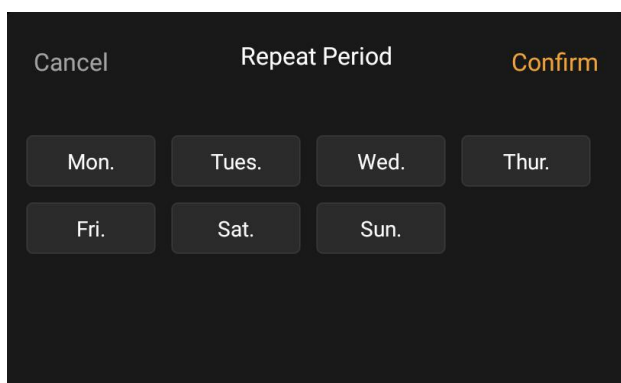 Cancel Repeat Period Confirm
Mon. Tues. Wed. Thur.
Fri. Sat. Sun.